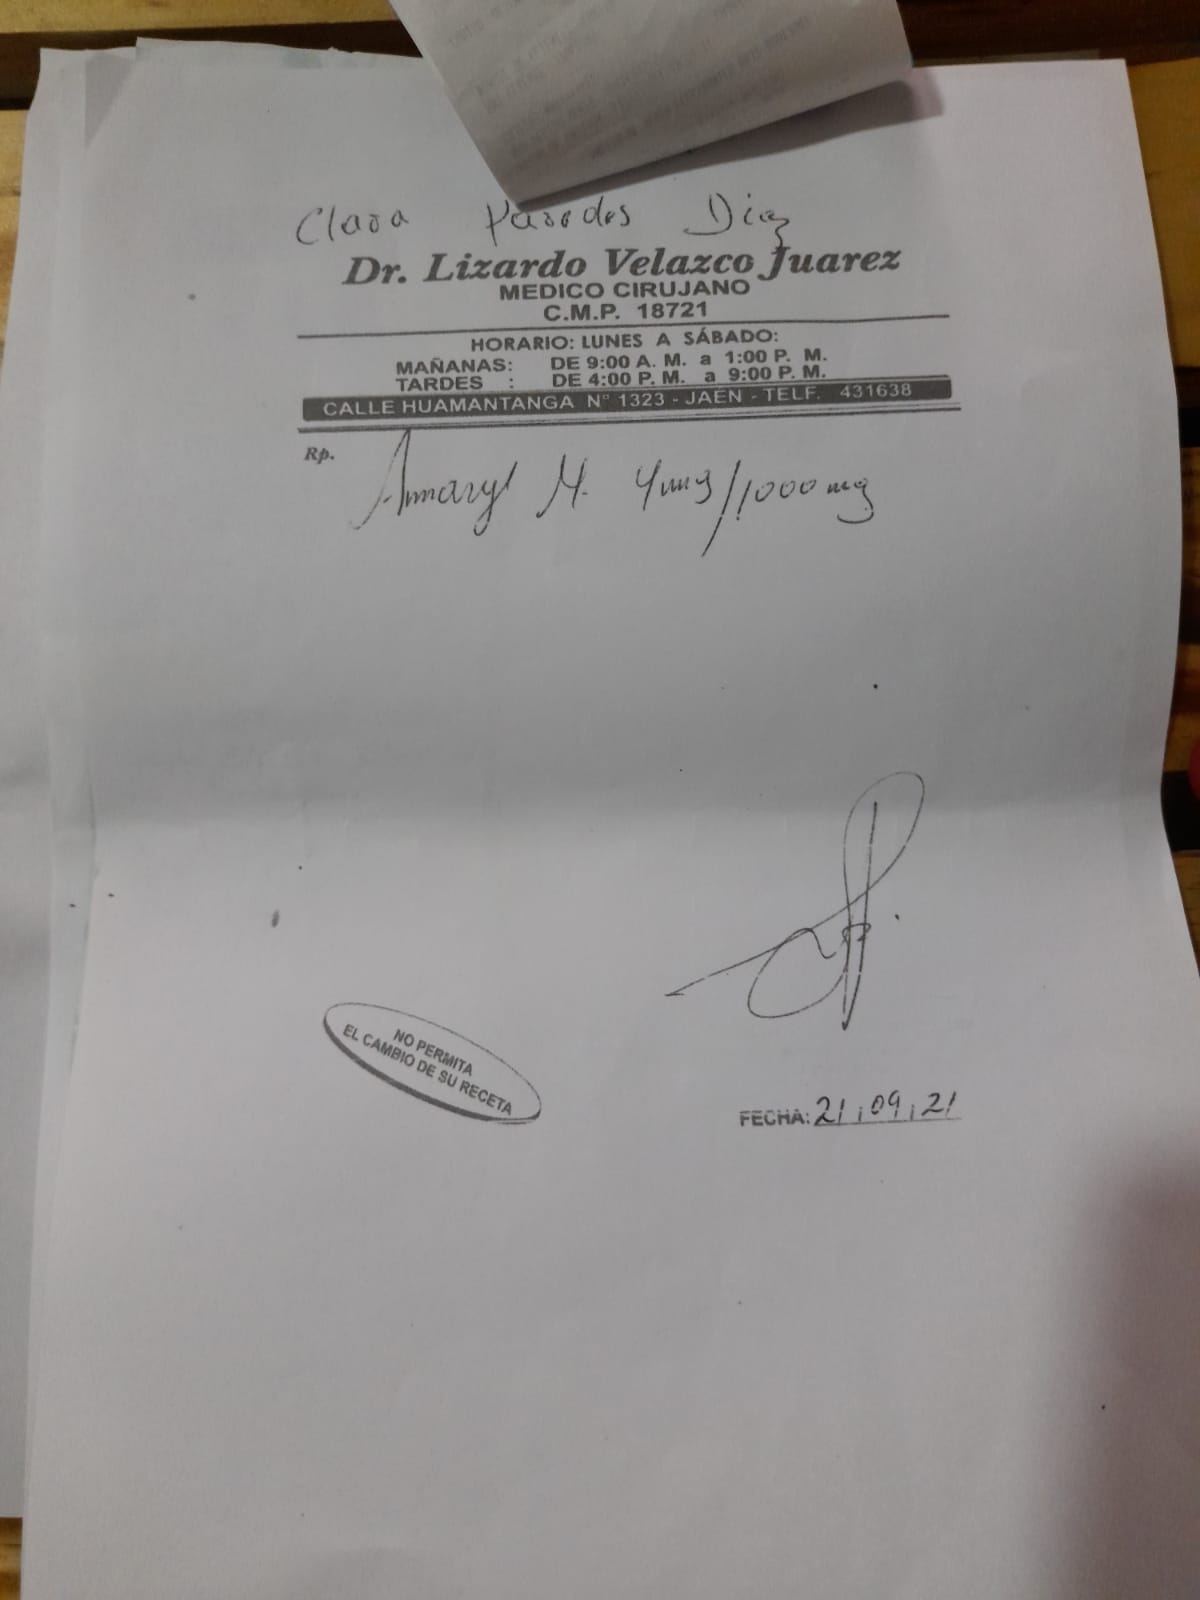 Clara Paredes Diaz
Dr. Lizardo Velazco Juarez
MEDICO CIRUJANO
C.M.P. 18721
HORARIO: LUNES A SÁBADO:
MAÑANAS: DE 9:00 A. M. a 1:00 P. M.
TARDES : DE 4:00 P. M. a 9:00 P. M.
CALLE HUAMANTANGA N° 1323 - JAEN - TELF. 431638
Rp.
Amaryl M. 4mg/1000mg
NO PERMITA
EL CAMBIO DE SU RECETA
FECHA: 21,09,21